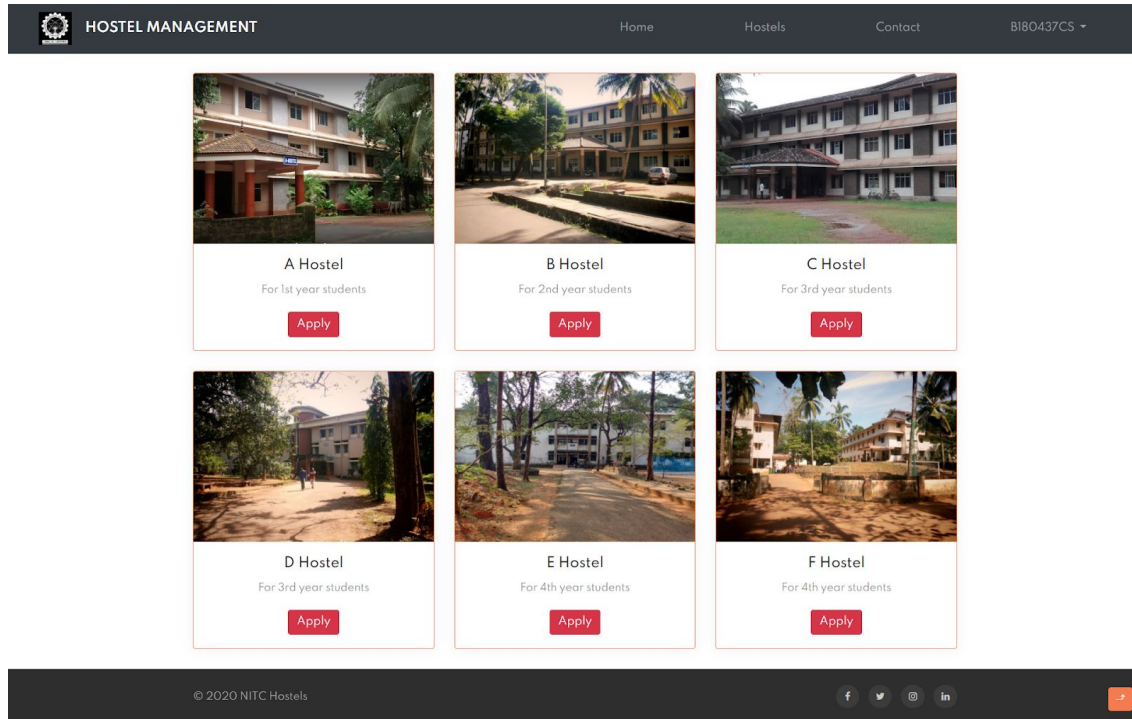 HOSTEL MANAGEMENT
Home
Hostels
Contact
B180437CS
A Hostel
For 1st year students
Apply
B Hostel
For 2nd year students
Apply
C Hostel
For 3rd year students
Apply
D Hostel
For 3rd year students
Apply
E Hostel
For 4th year students
Apply
F Hostel
For 4th year students
Apply
© 2020 NITC Hostels